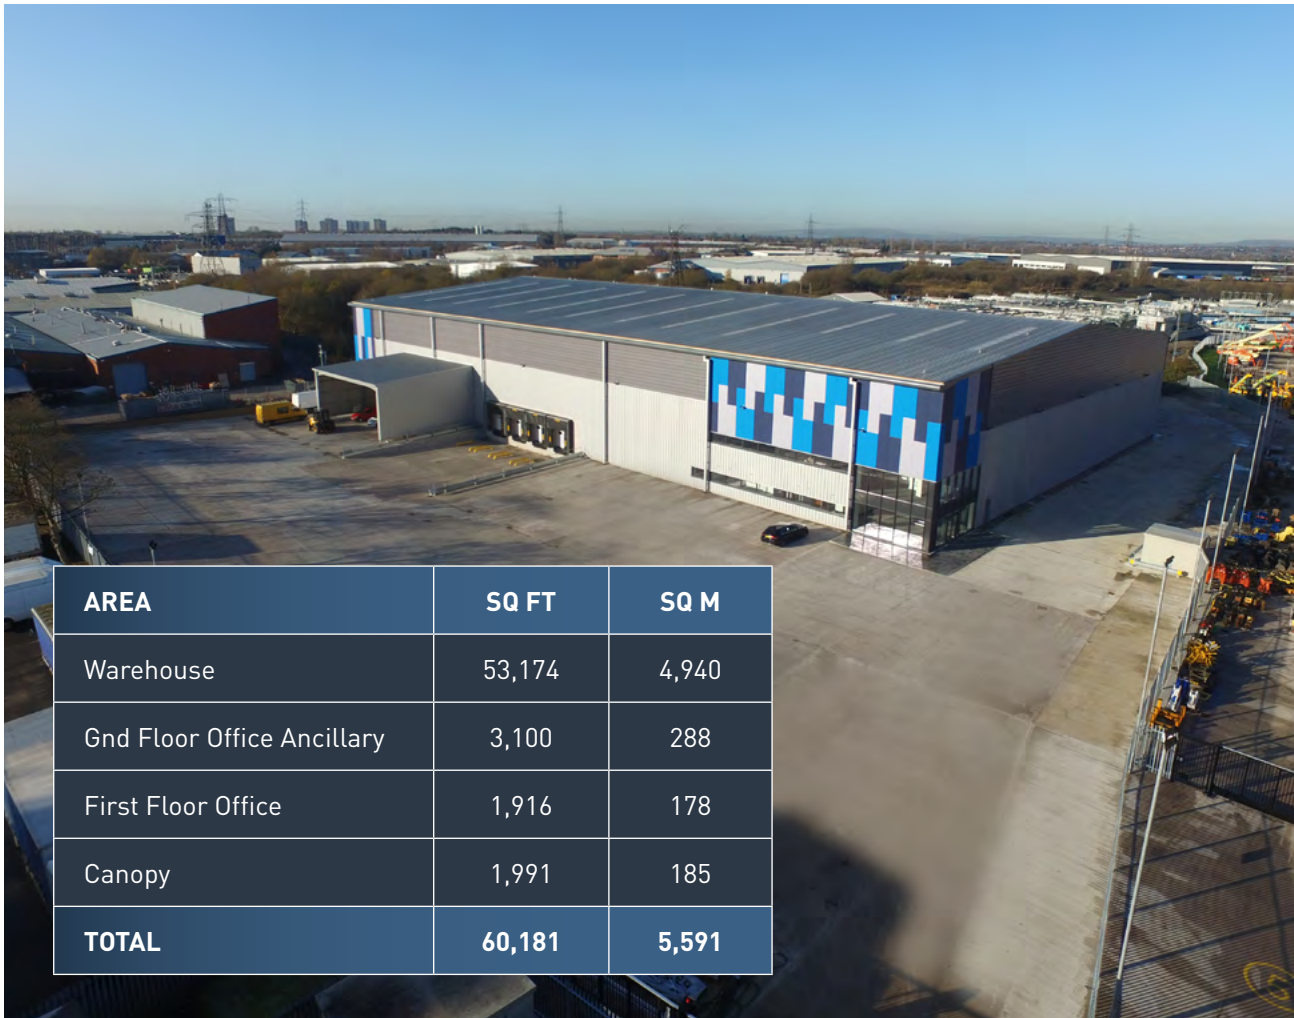 AREA SQ FT SQ M
Warehouse 53,174 4,940
Gnd Floor Office Ancillary 3,100 288
First Floor Office 1,916 178
Canopy 1,991 185
TOTAL 60,181 5,591